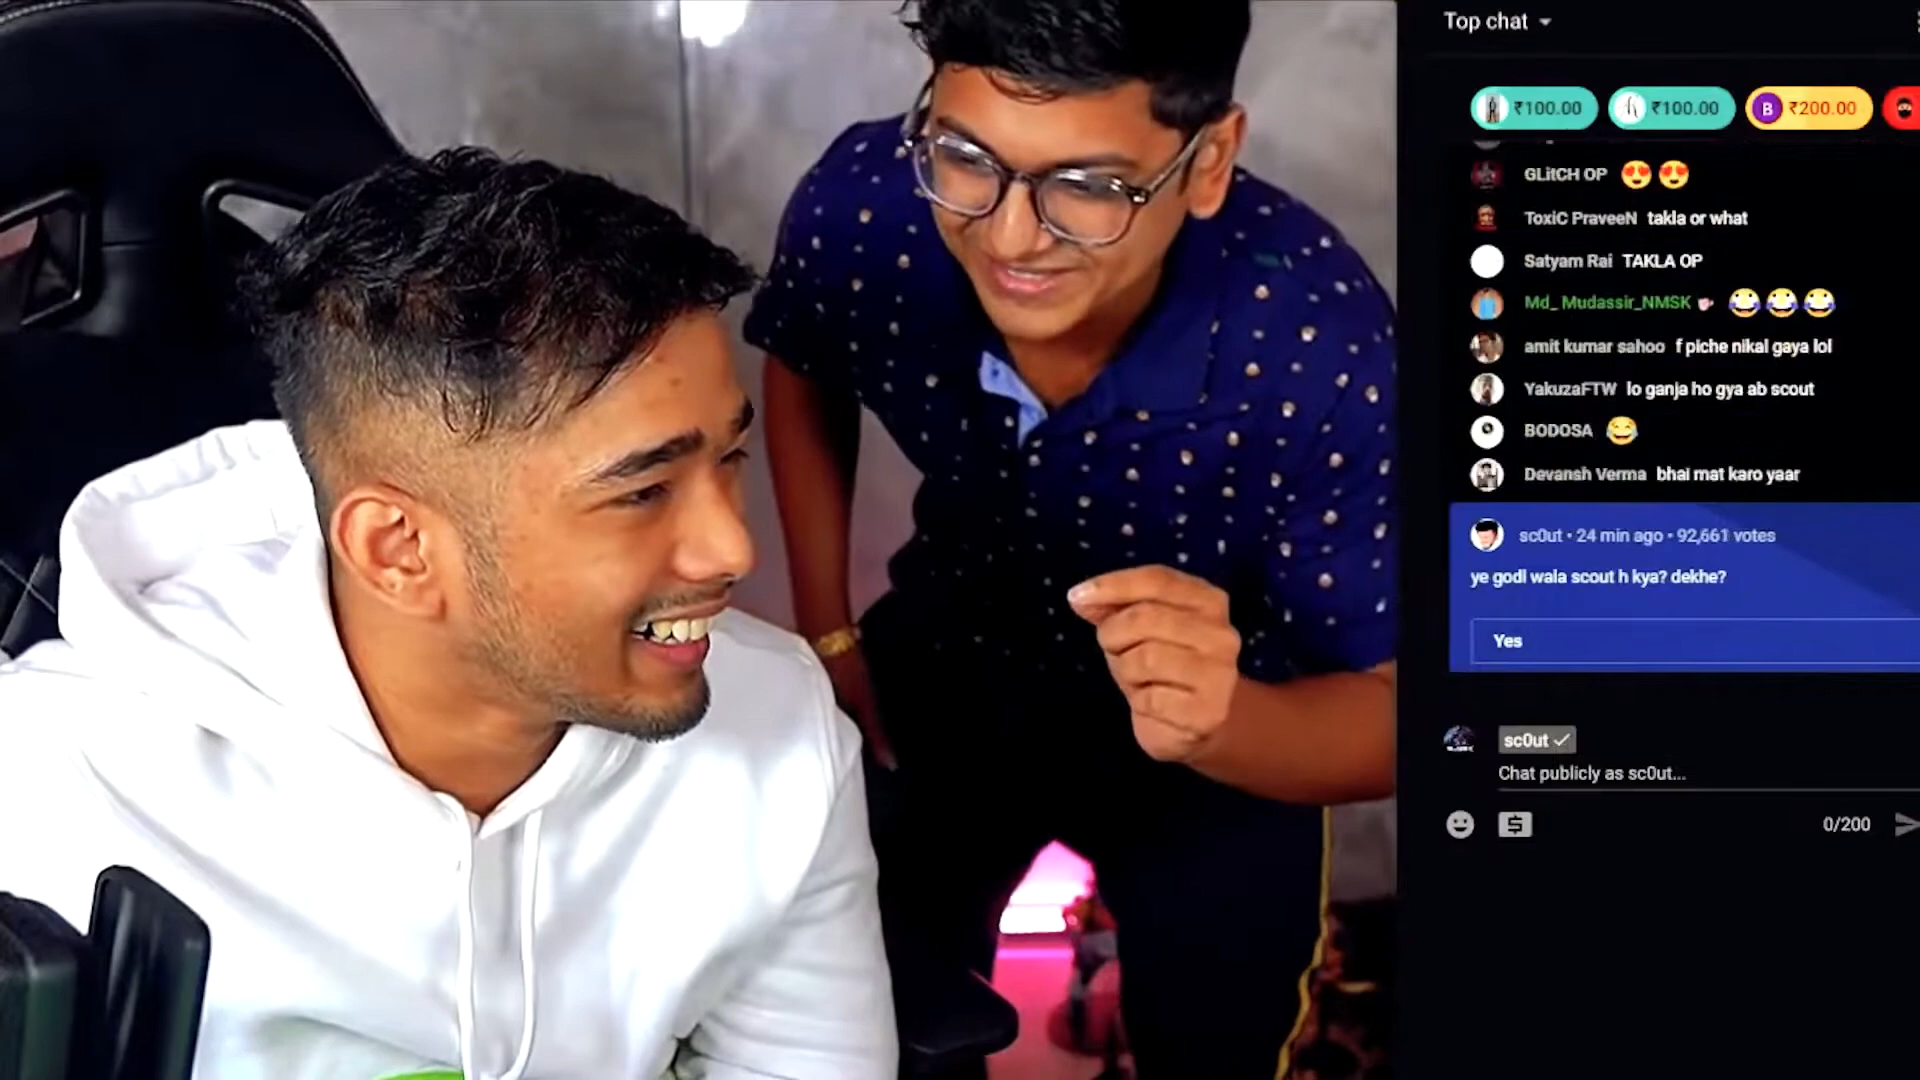 Top chat
₹100.00 ₹100.00 B ₹200.00
GLitCH OP 😍😍
ToxiC PraveeN takla or what
Satyam Rai TAKLA OP
Md_ Mudassir_NMSK 😂😂😂
amit kumar sahoo f piche nikal gaya lol
YakuzaFTW lo ganja ho gya ab scout
BODOSA 😂
Devansh Verma bhai mat karo yaar
sc0ut • 24 min ago • 92,661 votes
ye godl wala scout h kya? dekhe?
Yes
sc0ut ✓
Chat publicly as sc0ut...
0/200